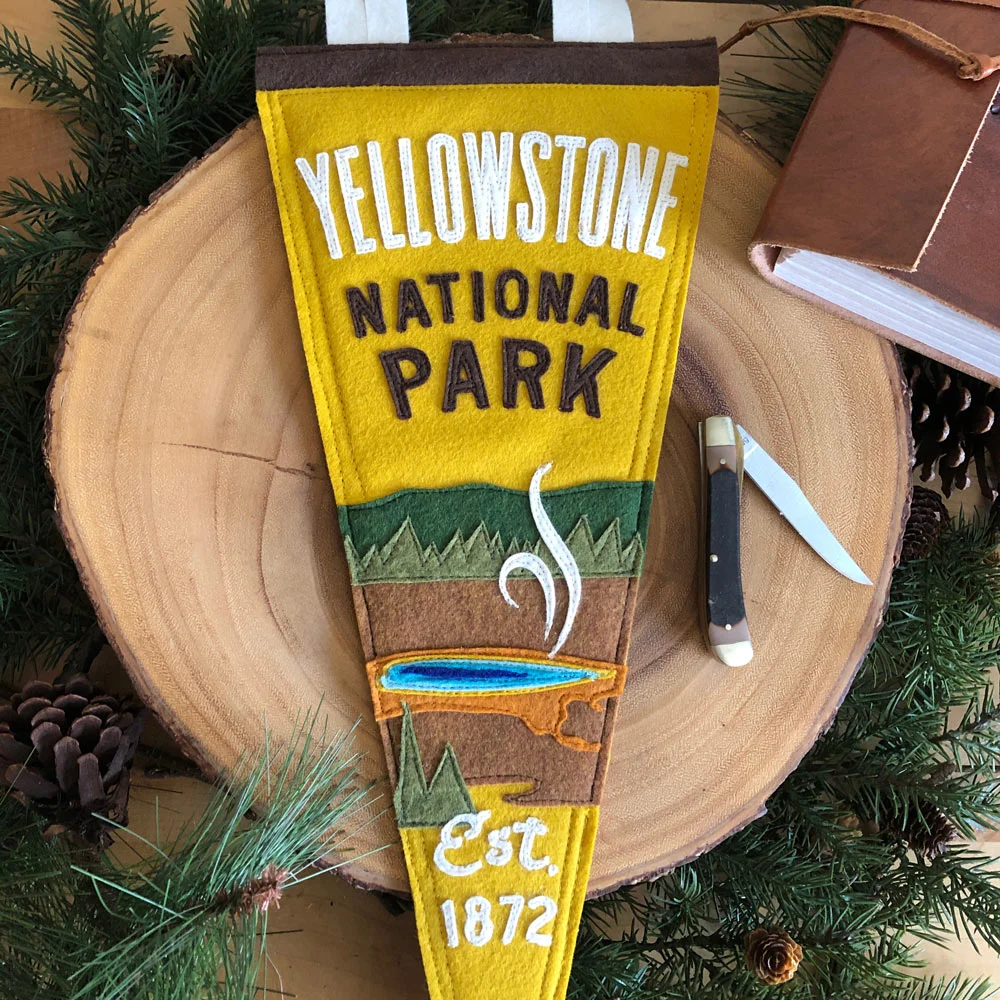 YELLOWSTONE
NATIONAL
PARK
Est.
1872